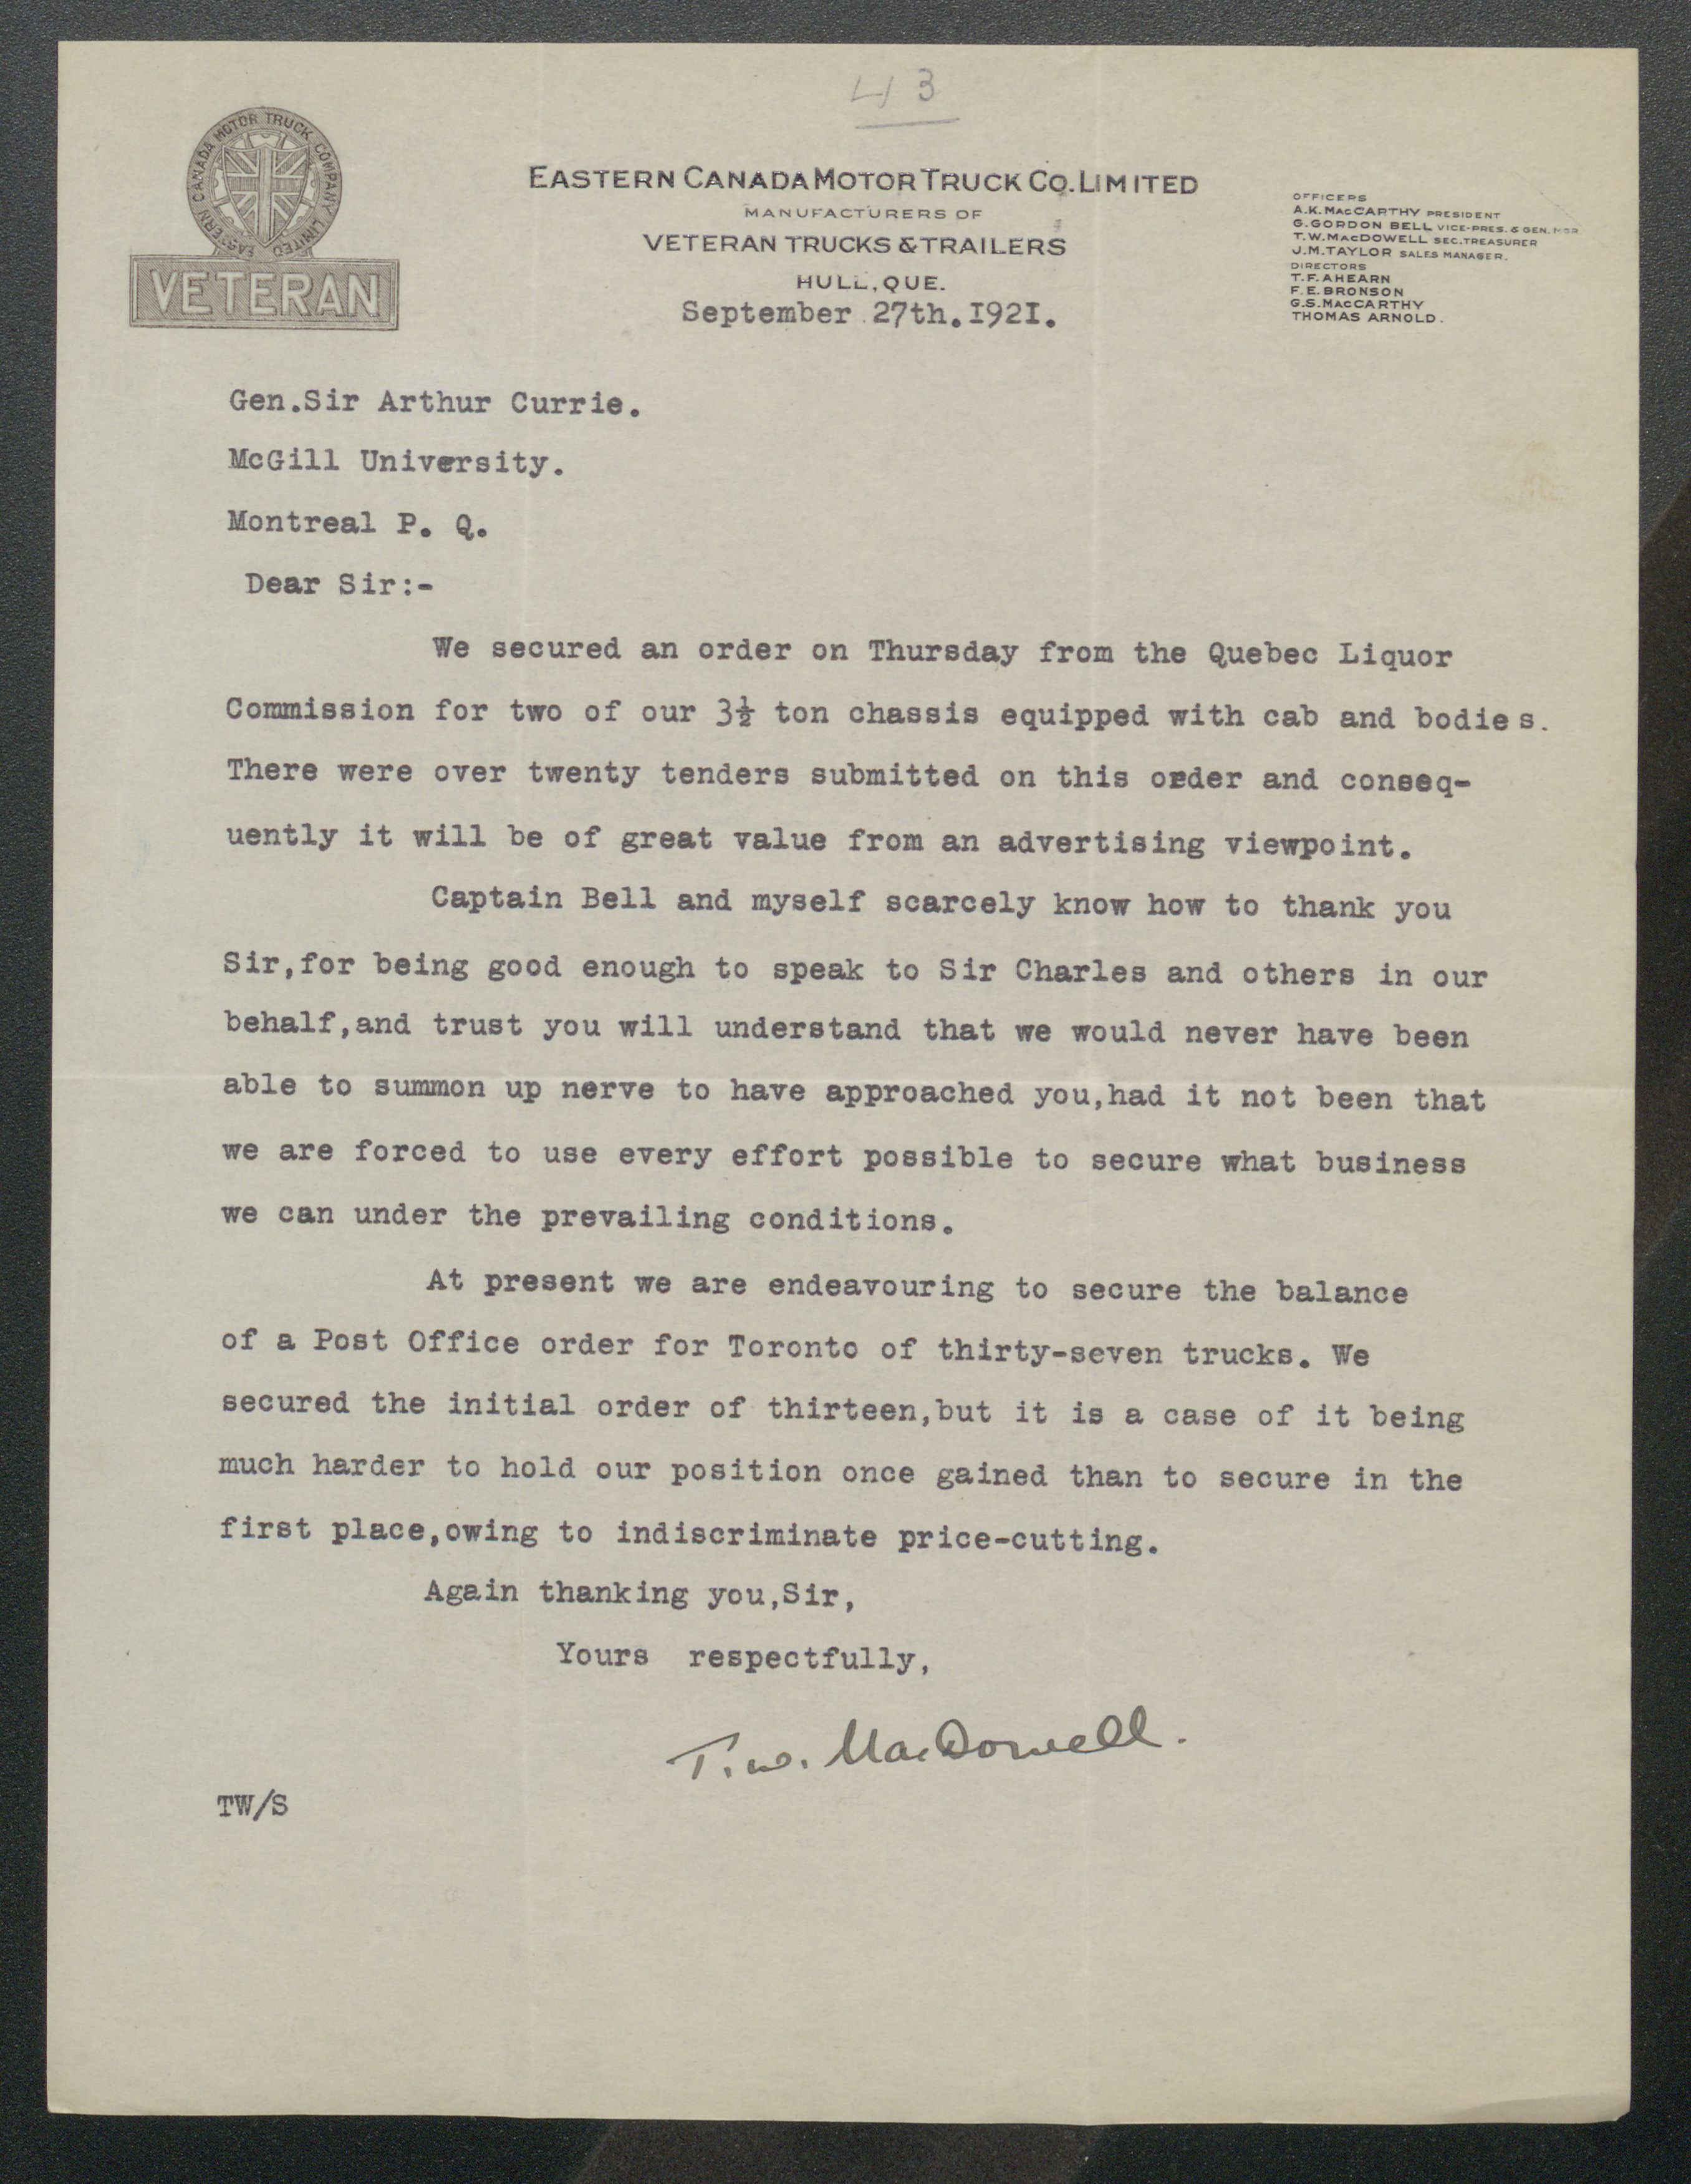 43
EASTERN CANADA MOTOR TRUCK COMPANY LIMITED
VETERAN
EASTERN CANADA MOTOR TRUCK CO. LIMITED
MANUFACTURERS OF
VETERAN TRUCKS & TRAILERS
HULL, QUE.
September 27th.I92I.
OFFICERS
A.K. MACCARTHY PRESIDENT
G. GORDON BELL VICE-PRES. & GEN. MGR
T.W. MACDOWELL SEC. TREASURER
J.M. TAYLOR SALES MANAGER.
DIRECTORS
T.F. AHEARN
F.E. BRONSON
G.S. MACCARTHY
THOMAS ARNOLD.
Gen.Sir Arthur Currie.
McGill University.
Montreal P. Q.
Dear Sir:-
We secured an order on Thursday from the Quebec Liquor
Commission for two of our 3½ ton chassis equipped with cab and bodies.
There were over twenty tenders submitted on this order and conseq-
uently it will be of great value from an advertising viewpoint.
Captain Bell and myself scarcely know how to thank you
Sir,for being good enough to speak to Sir Charles and others in our
behalf,and trust you will understand that we would never have been
able to summon up nerve to have approached you,had it not been that
we are forced to use every effort possible to secure what business
we can under the prevailing conditions.
At present we are endeavouring to secure the balance
of a Post Office order for Toronto of thirty-seven trucks. We
secured the initial order of thirteen,but it is a case of it being
much harder to hold our position once gained than to secure in the
first place,owing to indiscriminate price-cutting.
Again thanking you,Sir,
Yours respectfully,
T.W. MacDowell.
TW/S